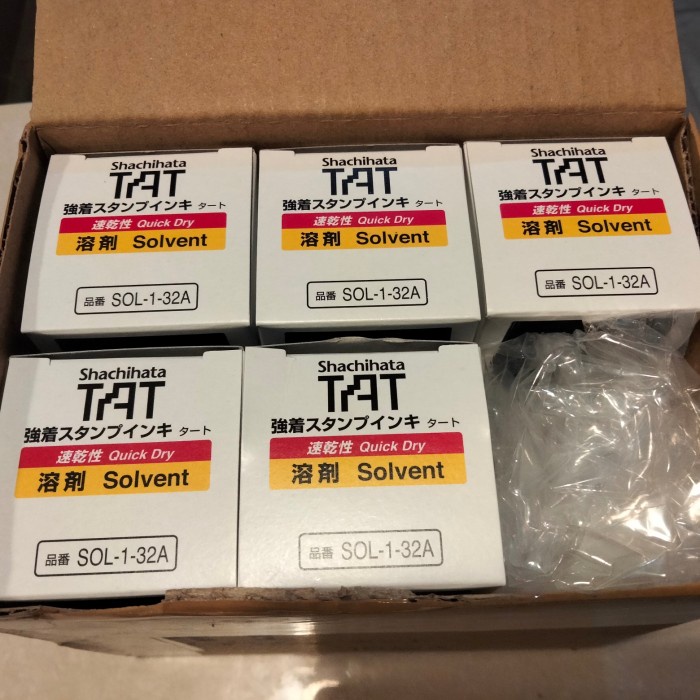 Shachihata
TAT
強着スタンプインキ タート
速乾性 Quick Dry
溶剤 Solvent
品番 SOL-1-32A
Shachihata
TAT
強着スタンプインキ タート
速乾性 Quick Dry
溶剤 Solvent
品番 SOL-1-32A
Shachihata
TAT
強着スタンプインキ タート
速乾性 Quick Dry
溶剤 Solvent
品番 SOL-1-32A
Shachihata
TAT
強着スタンプインキ タート
速乾性 Quick Dry
溶剤 Solvent
品番 SOL-1-32A
Shachihata
TAT
強着スタンプインキ タート
速乾性 Quick Dry
溶剤 Solvent
品番 SOL-1-32A